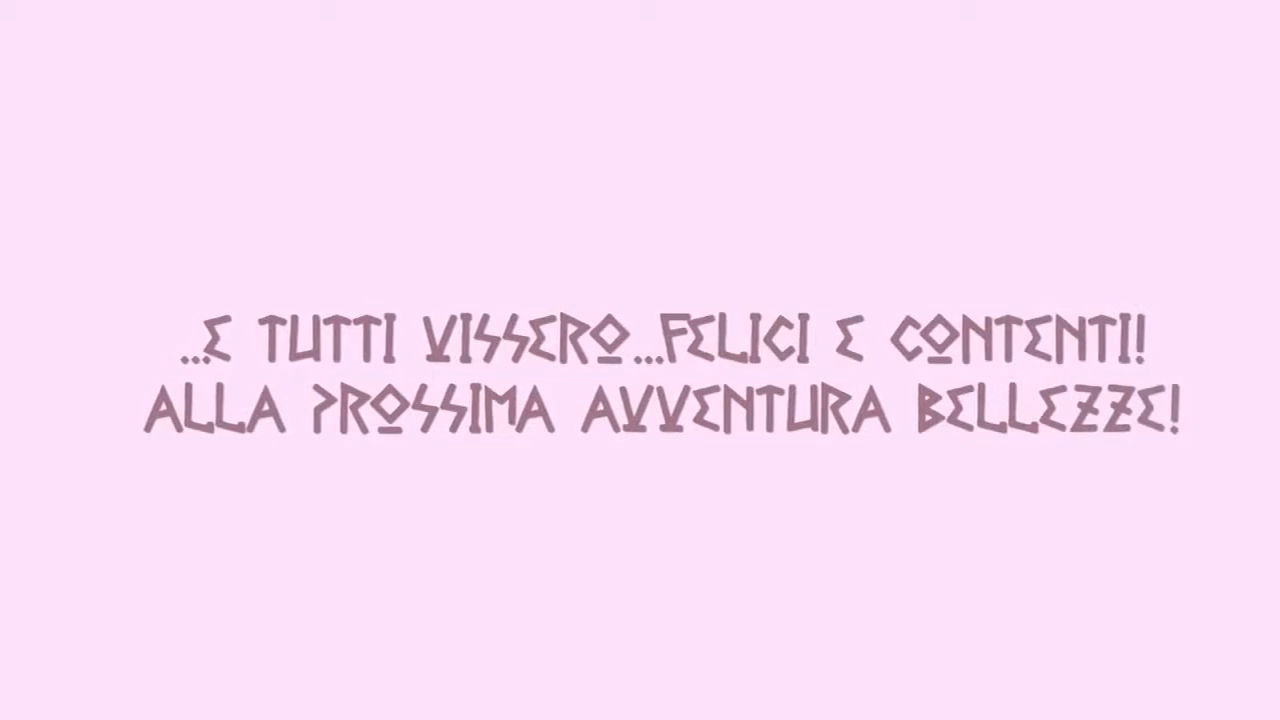 ...E TUTTI VISSERO...FELICI E CONTENTI!
ALLA PROSSIMA AVVENTURA BELLEZZE!